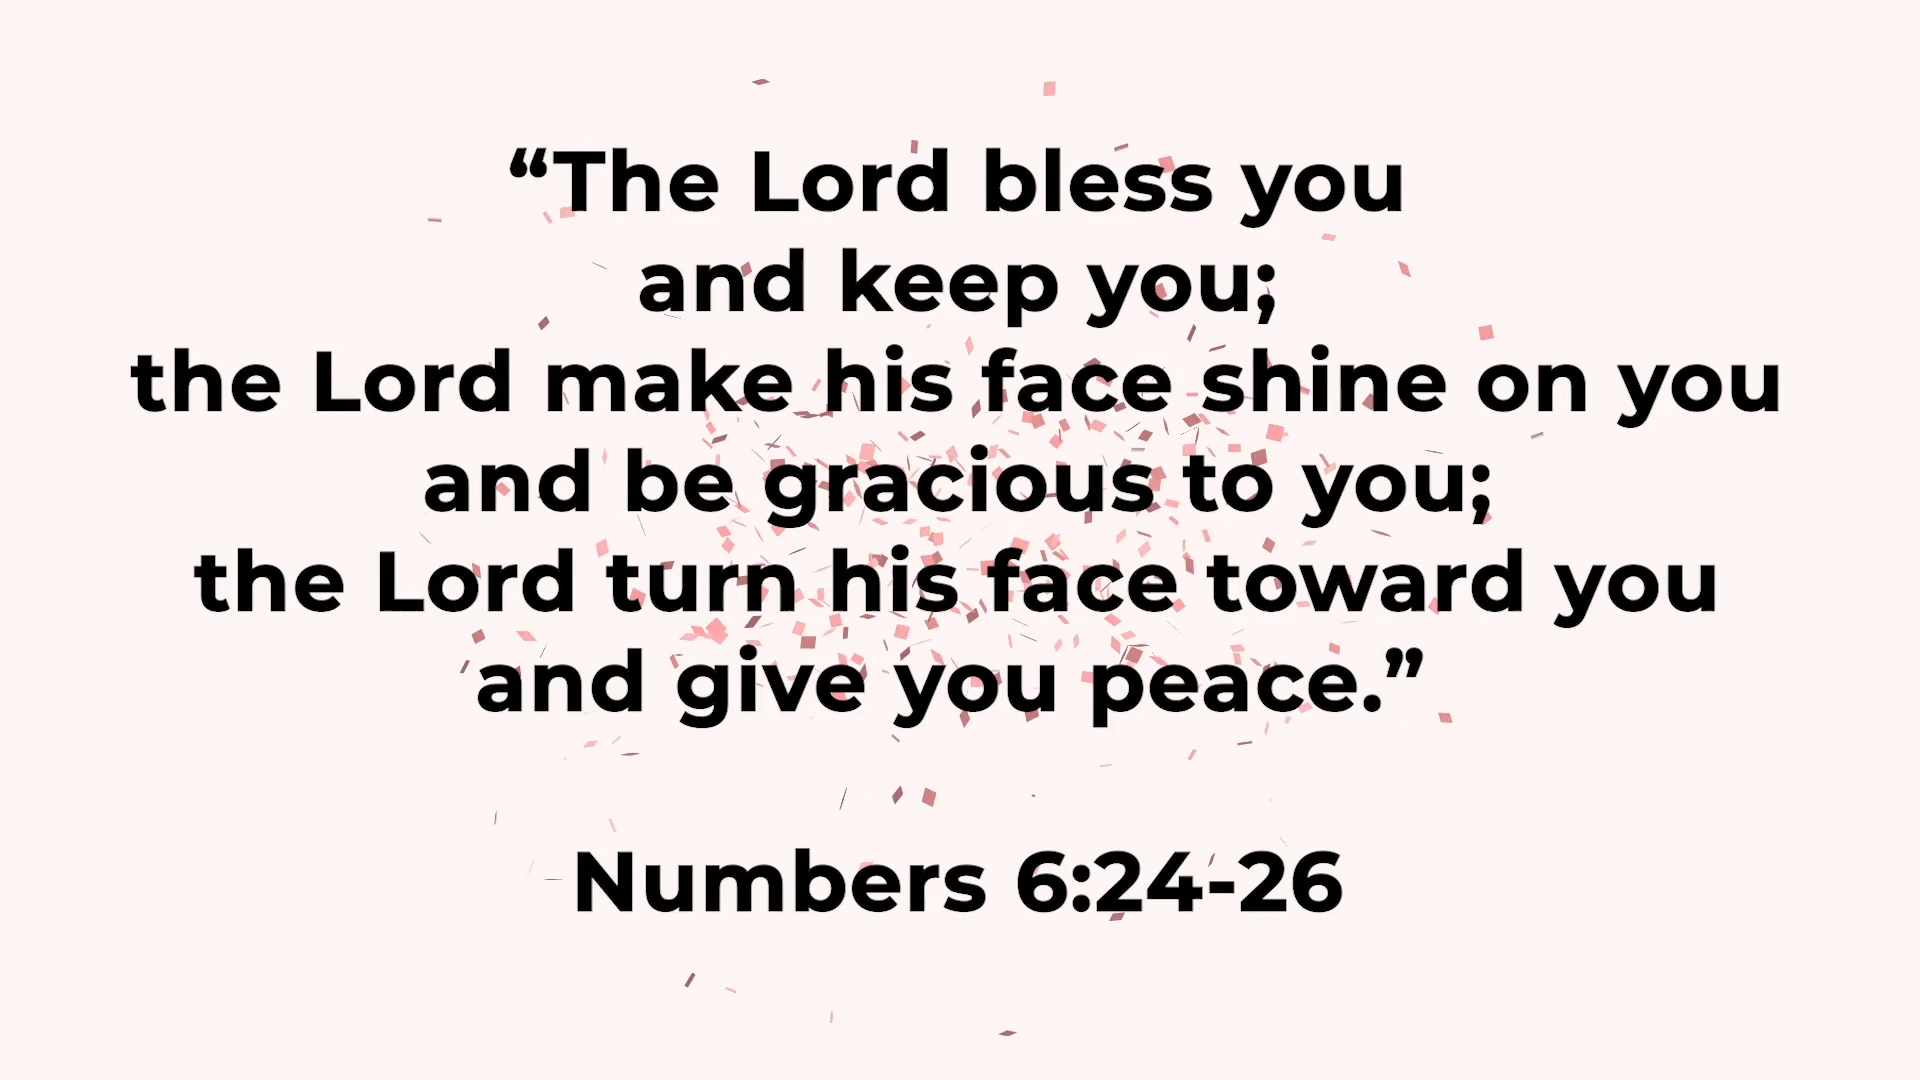 “The Lord bless you
and keep you;
the Lord make his face shine on you
and be gracious to you;
the Lord turn his face toward you
and give you peace.”
Numbers 6:24-26